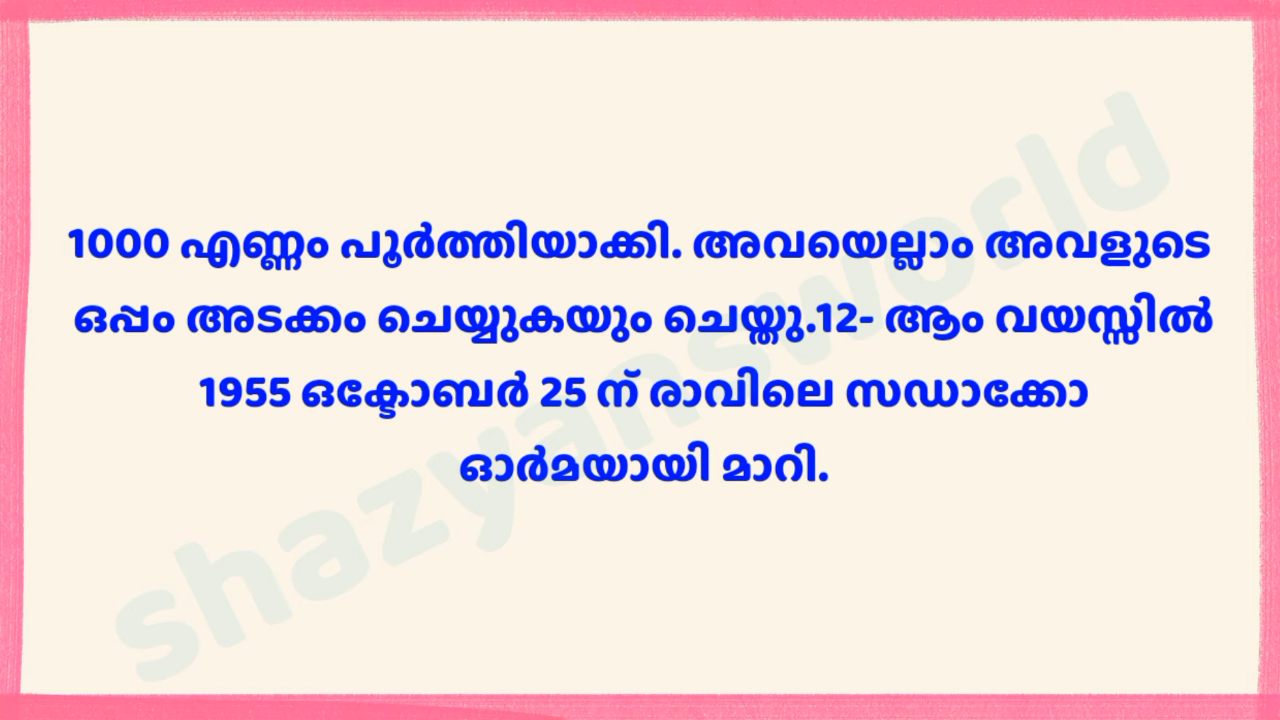 1000 എണ്ണം പൂർത്തിയാക്കി. അവയെല്ലാം അവളുടെ
ഒപ്പം അടക്കം ചെയ്യുകയും ചെയ്തു.12- ആം വയസ്സിൽ
1955 ഒക്ടോബർ 25 ന് രാവിലെ സഡാക്കോ
ഓർമയായി മാറി.
shazyansworld